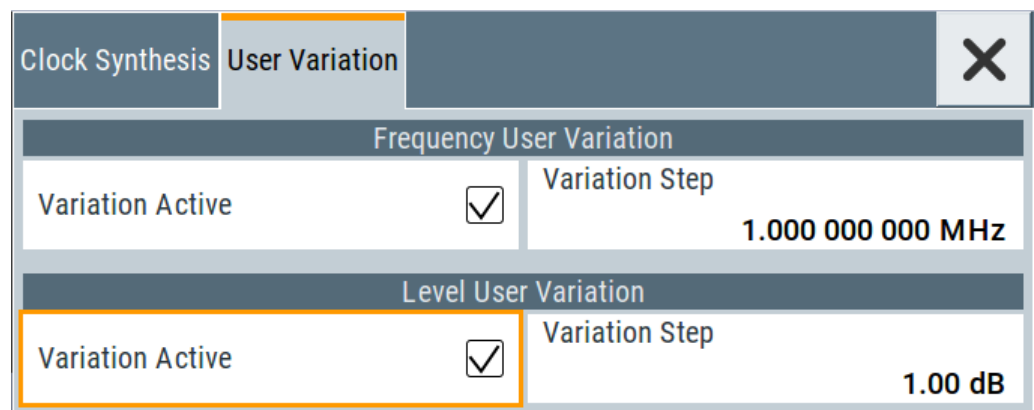 Clock Synthesis User Variation
Frequency User Variation
Variation Active
Variation Step
1.000 000 000 MHz
Level User Variation
Variation Active
Variation Step
1.00 dB